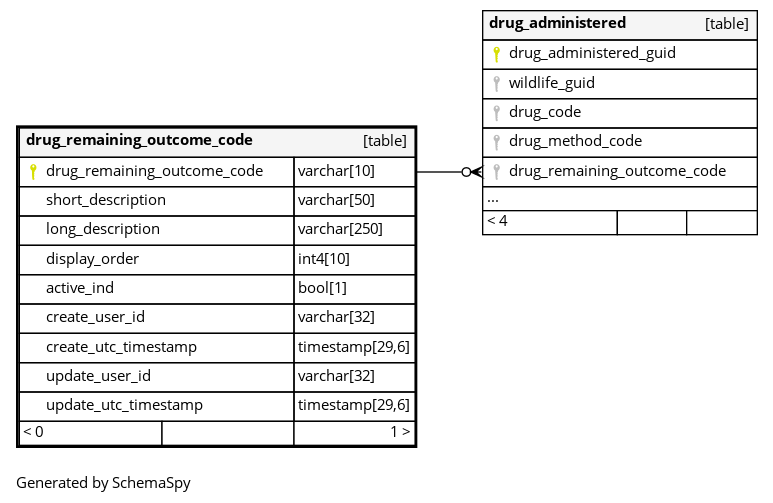 drug_administered [table]
drug_administered_guid
wildlife_guid
drug_code
drug_method_code
drug_remaining_outcome_code
...
< 4
drug_remaining_outcome_code [table]
drug_remaining_outcome_code varchar[10]
short_description varchar[50]
long_description varchar[250]
display_order int4[10]
active_ind bool[1]
create_user_id varchar[32]
create_utc_timestamp timestamp[29,6]
update_user_id varchar[32]
update_utc_timestamp timestamp[29,6]
< 0 1 >
Generated by SchemaSpy